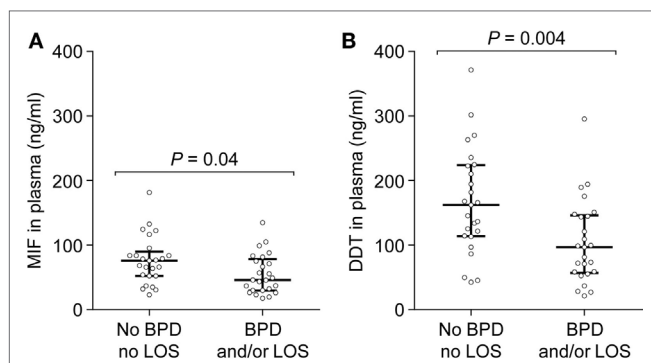 A
MIF in plasma (ng/ml)
400
300
200
100
0
P = 0.04
No BPD
no LOS
BPD
and/or LOS
B
DDT in plasma (ng/ml)
400
300
200
100
0
P = 0.004
No BPD
no LOS
BPD
and/or LOS